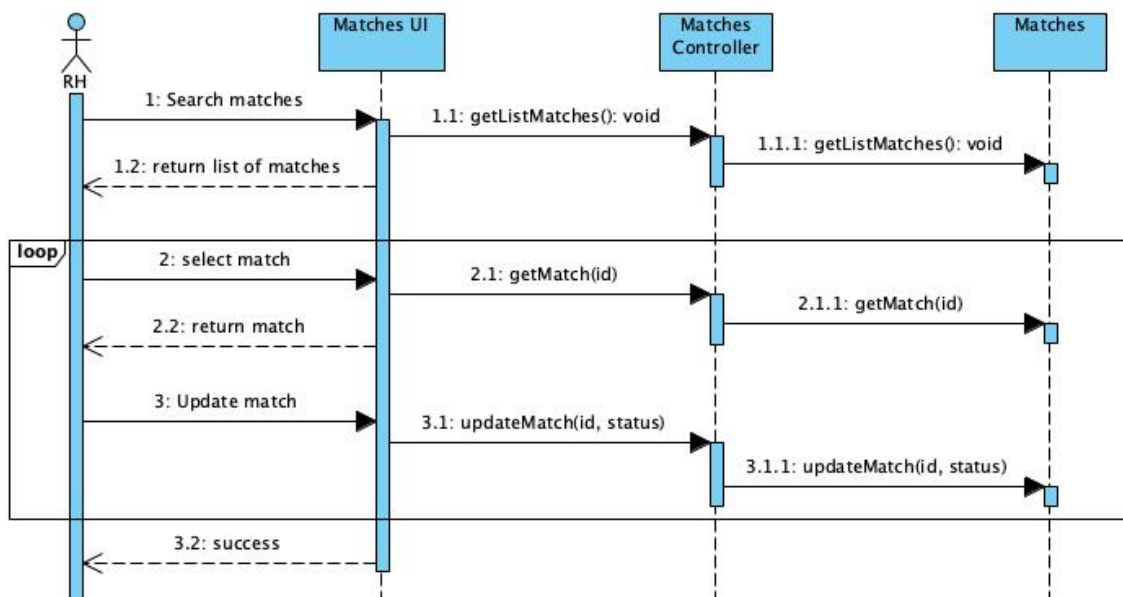 Matches UI
Matches
Controller
Matches
RH
1: Search matches
1.1: getListMatches(): void
1.1.1: getListMatches(): void
1.2: return list of matches
loop
2: select match
2.1: getMatch(id)
2.1.1: getMatch(id)
2.2: return match
3: Update match
3.1: updateMatch(id, status)
3.1.1: updateMatch(id, status)
3.2: success